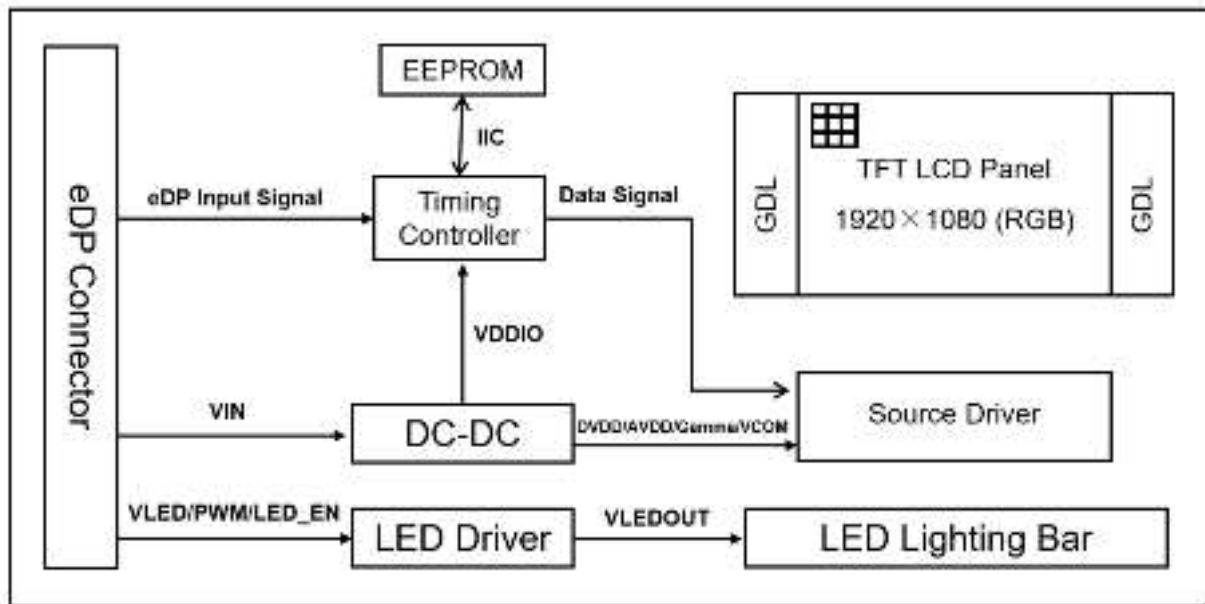 EEPROM
IIC
eDP Connector
eDP Input Signal
Timing
Controller
Data Signal
GDL
TFT LCD Panel
1920×1080 (RGB)
GDL
VDDIO
VIN
DC-DC
DVDD/AVDD/Gamma/VCOM
Source Driver
VLED/PWM/LED_EN
LED Driver
VLEDOUT
LED Lighting Bar